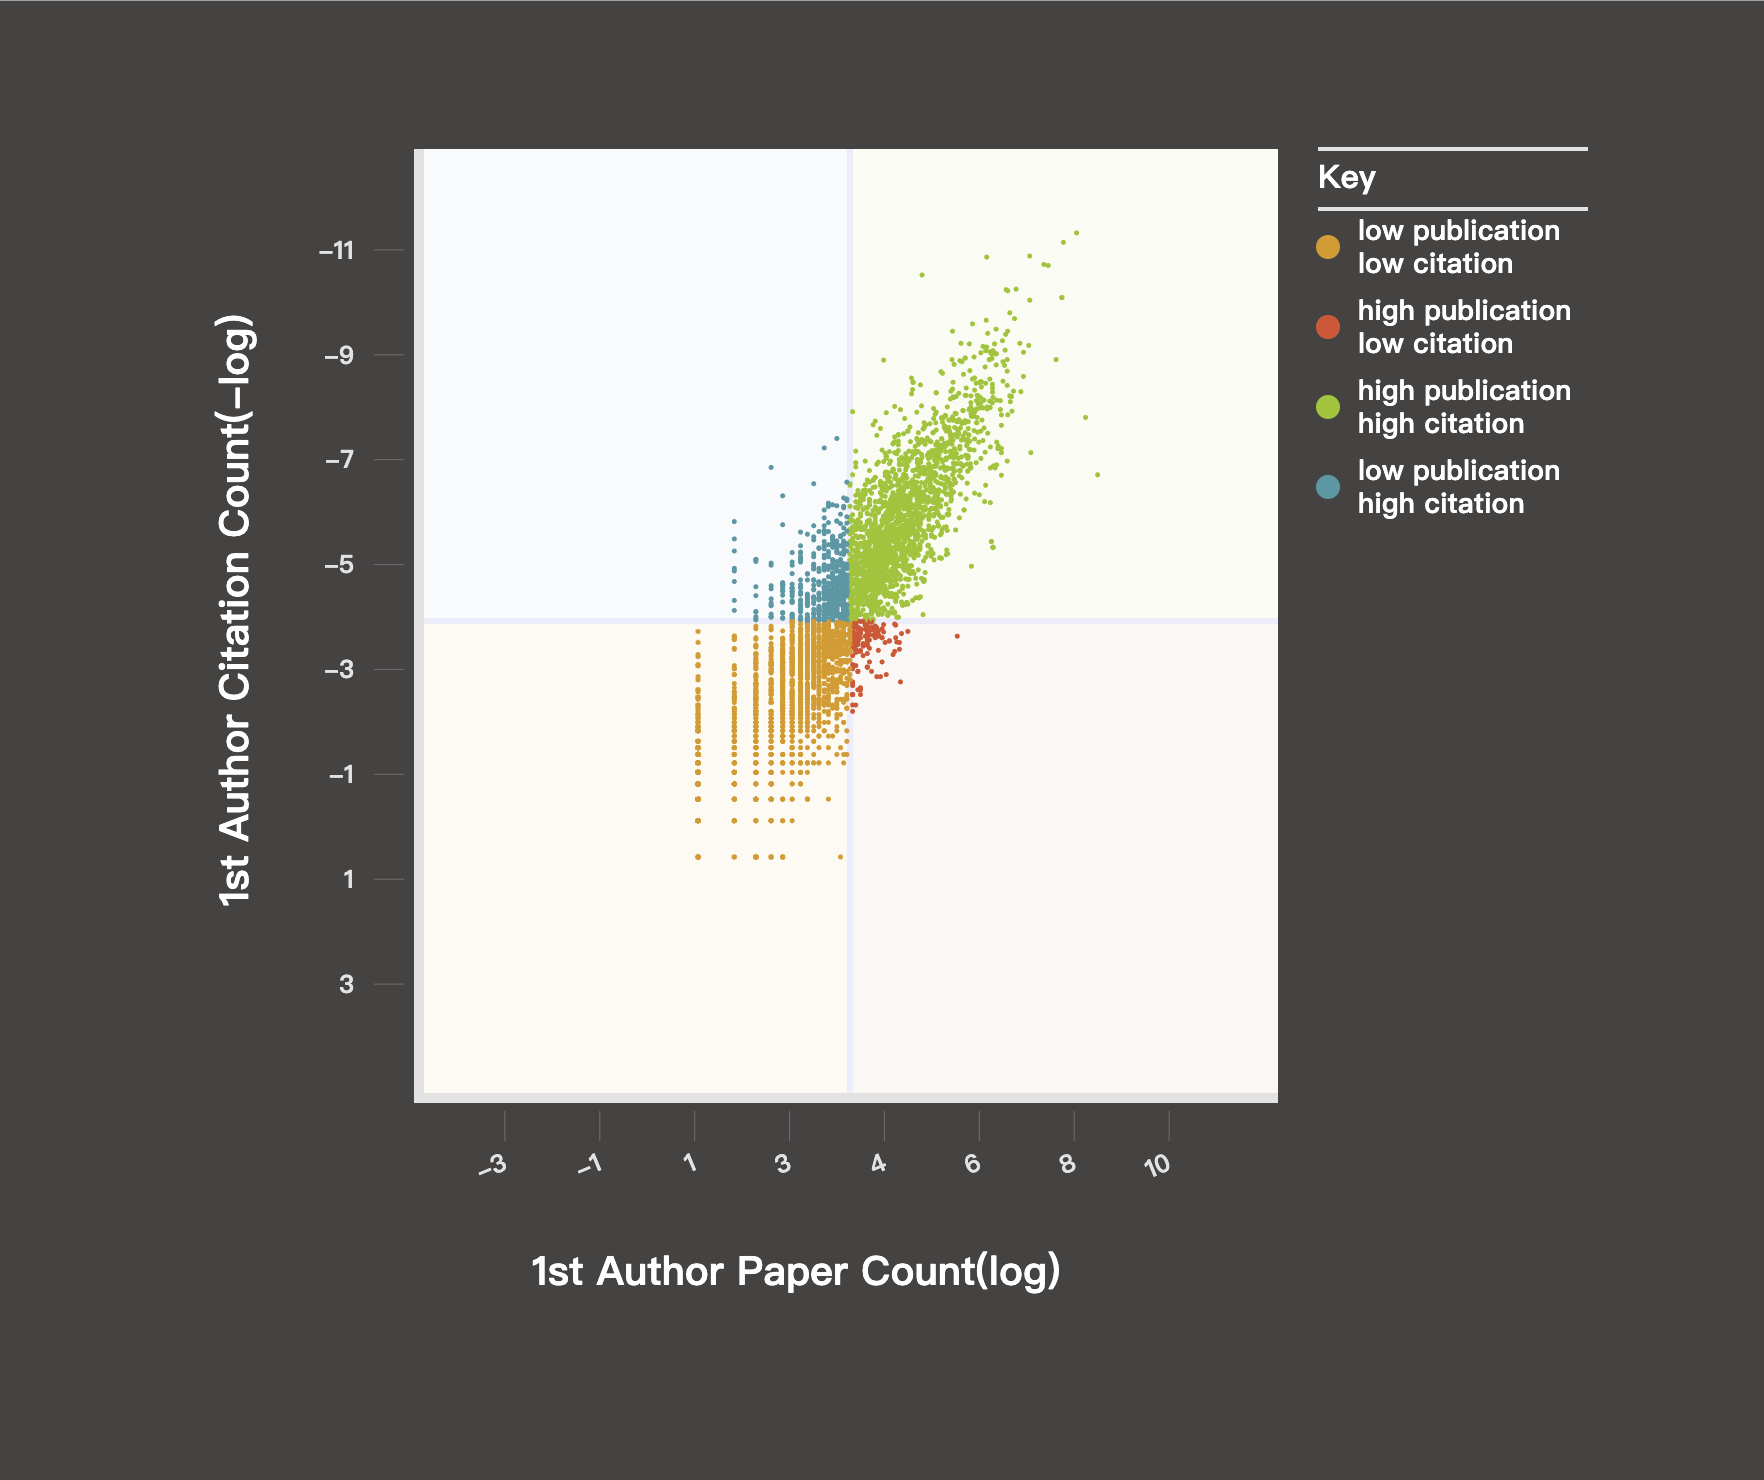 Key
low publication
low citation
high publication
low citation
high publication
high citation
low publication
high citation
1st Author Citation Count(–log)
–11
–9
–7
–5
–3
–1
1
3
–3
–1
1
3
4
6
8
10
1st Author Paper Count(log)